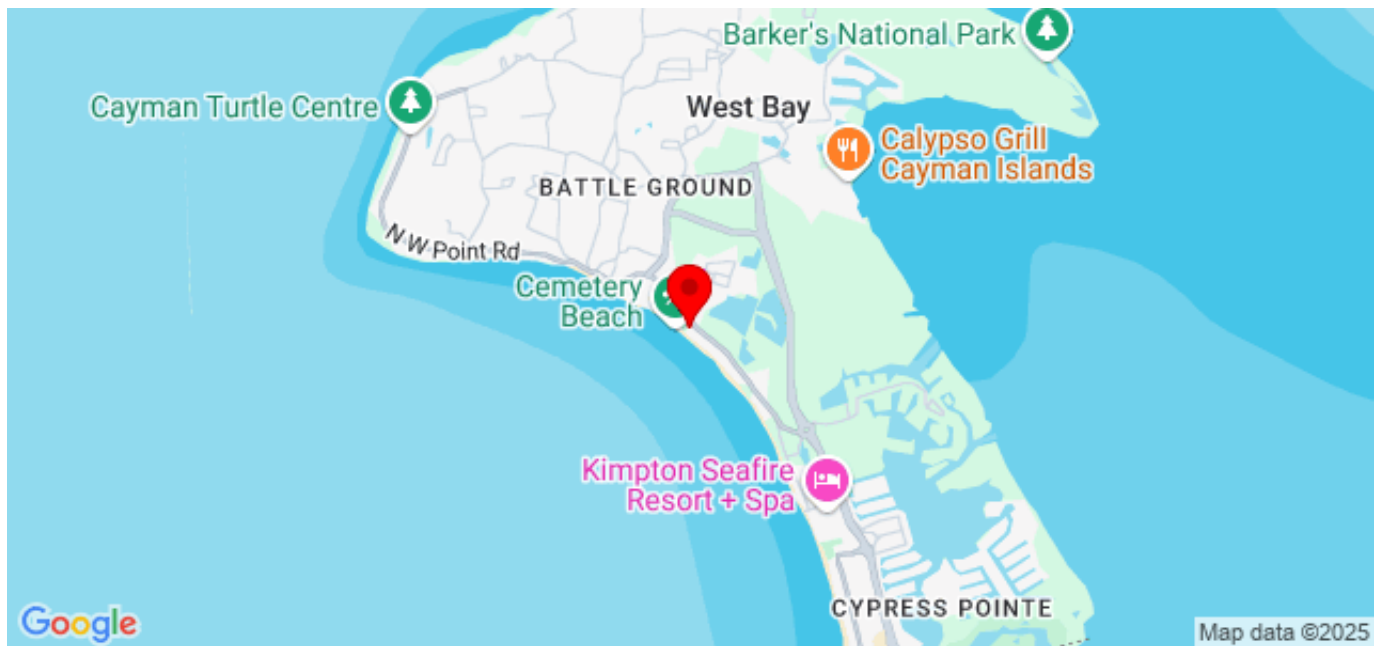 Barker's National Park
Cayman Turtle Centre
West Bay
Calypso Grill
Cayman Islands
BATTLE GROUND
N W Point Rd
Cemetery
Beach
Kimpton Seafire
Resort + Spa
CYPRESS POINTE
Google
Map data ©2025